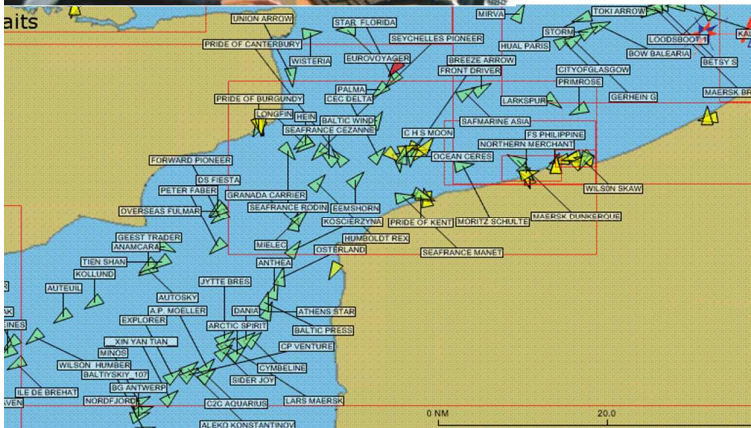 aits
UNION ARROW
STAR FLORIDA
MIRVA
TOKI ARROW
PRIDE OF CANTERBURY
SEYCHELLES PIONEER
STORM
LOODSBOOT 1
HUAL PARIS
WISTERIA
EUROVOYAGER
BREEZE ARROW
BOW BALEARIA
BETSY S
FRONT DRIVER
CITYOFGLASGOW
PALMA
PRIMROSE
MAERSK BR
PRIDE OF BURGUNDY
CEC DELTA
LARKSPUR
GERHEIN G
LONGFIN
HEIN
BALTIC WIND
SAFMARINE ASIA
SEAFRANCE CEZANNE
C H S MOON
FS PHILIPPINE
NORTHERN MERCHANT
FORWARD PIONEER
OCEAN CERES
DS FIESTA
PETER FABER
GRANADA CARRIER
WILSON SKAW
OVERSEAS FULMAR
SEAFRANCE RODIN
EEMSHORN
KOSCIERZYNA
PRIDE OF KENT
MORITZ SCHULTE
MAERSK DUNKERQUE
GEEST TRADER
ANAMCARA
MIELEC
HUMBOLDT REX
OSTERLAND
SEAFRANCE MANET
TIEN SHAN
ANTHEA
KOLLUND
JYTTE BRES
AUTEUIL
AUTOSKY
A.P. MOELLER
DANIA
ATHENS STAR
EXPLORER
ARCTIC SPIRIT
LINES
BALTIC PRESS
XIN YAN TIAN
CP VENTURE
MINOS
WILSON HUMBER
CYMBELINE
BALTIYSKIY_107
SIDER JOY
BG ANTWERP
ILE DE BREHAT
NORDFJORD
C2C AQUARIUS
LARS MAERSK
AVEN
ALEKO KONSTANTINOV
0 NM
20.0